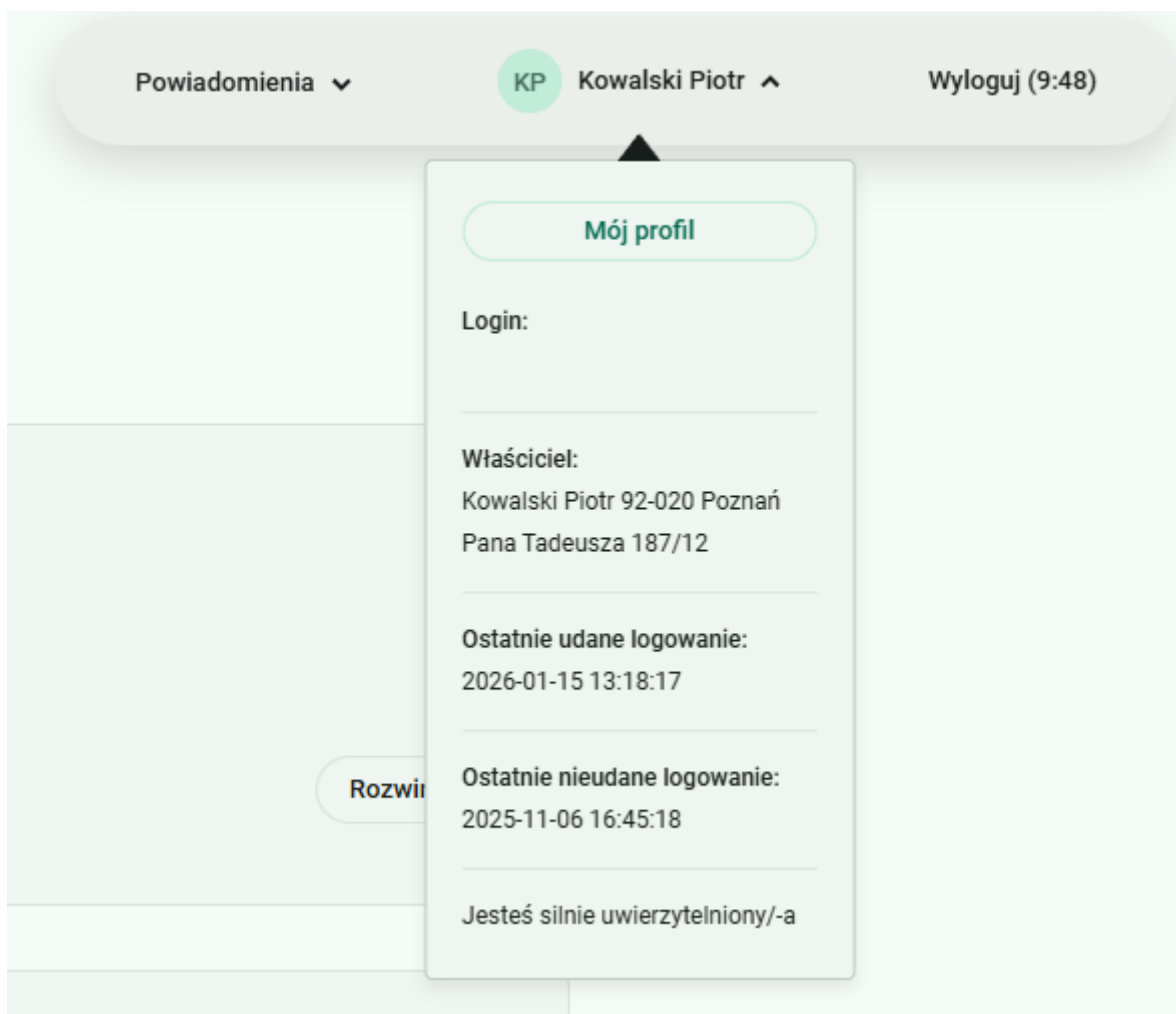 Powiadomienia
KP Kowalski Piotr
Wyloguj (9:48)
Mój profil
Login:
Właściciel:
Kowalski Piotr 92-020 Poznań
Pana Tadeusza 187/12
Ostatnie udane logowanie:
2026-01-15 13:18:17
Ostatnie nieudane logowanie:
2025-11-06 16:45:18
Jesteś silnie uwierzytelniony/-a